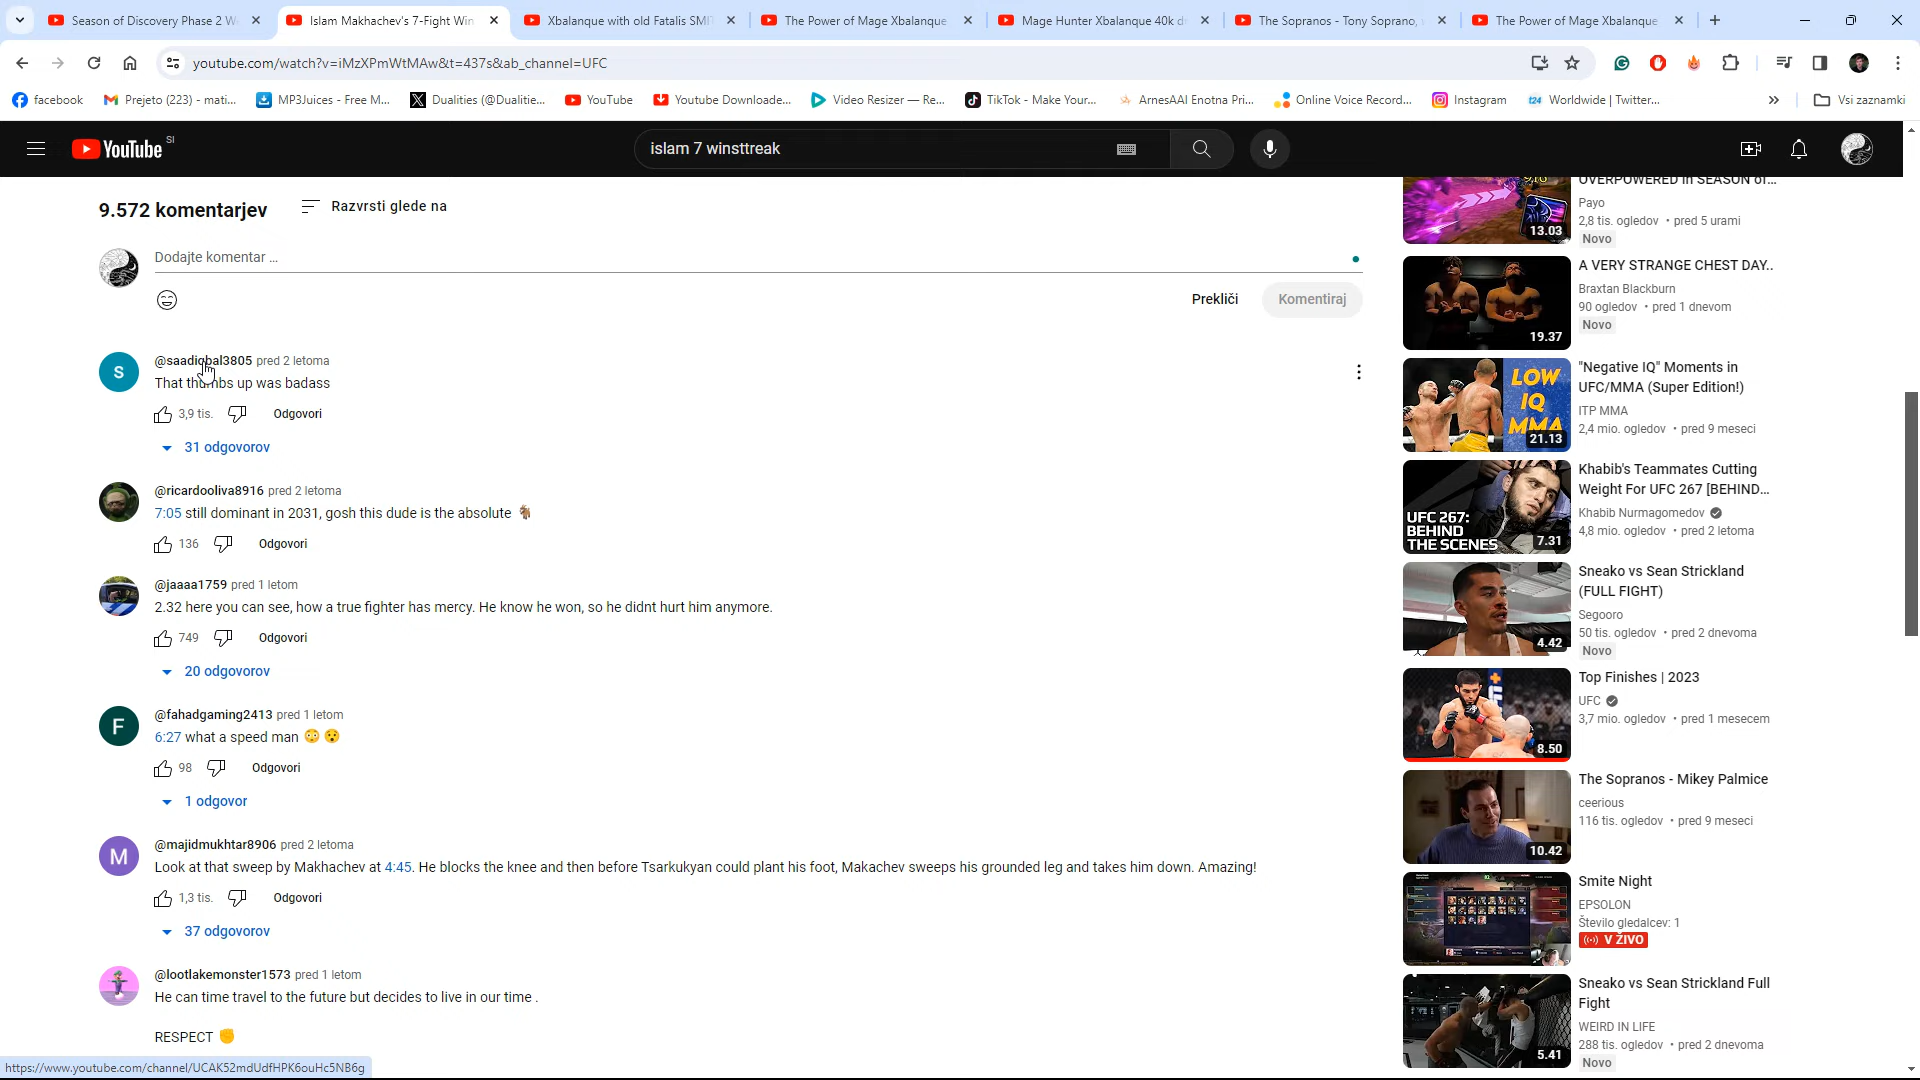 Season of Discovery Phase 2 W
Islam Makhachev's 7-Fight Win
Xbalanque with old Fatalis SMI
The Power of Mage Xbalanque
Mage Hunter Xbalanque 40k d
The Sopranos - Tony Soprano,
The Power of Mage Xbalanque
youtube.com/watch?v=iMzXPmWtMAw&t=437s&ab_channel=UFC
facebook
Prejeto (223) - mati...
MP3Juices - Free M...
Dualities (@Dualitie...
YouTube
Youtube Downloade...
Video Resizer — Re...
TikTok - Make Your...
ArnesAAI Enotna Pri...
Online Voice Record...
Instagram
Worldwide | Twitter...
Vsi zaznamki
YouTube SI
islam 7 winsttreak
9.572 komentarjev
Razvrsti glede na
Dodajte komentar ...
Prekliči
Komentiraj
@saadiqbal3805 pred 2 letoma
That thumbs up was badass
3,9 tis.
Odgovori
31 odgovorov
@ricardooliva8916 pred 2 letoma
7:05 still dominant in 2031, gosh this dude is the absolute 🐐
136
Odgovori
@jaaaa1759 pred 1 letom
2.32 here you can see, how a true fighter has mercy. He know he won, so he didnt hurt him anymore.
749
Odgovori
20 odgovorov
F
@fahadgaming2413 pred 1 letom
6:27 what a speed man 😳 😯
98
Odgovori
1 odgovor
M
@majidmukhtar8906 pred 2 letoma
Look at that sweep by Makhachev at 4:45. He blocks the knee and then before Tsarkukyan could plant his foot, Makachev sweeps his grounded leg and takes him down. Amazing!
1,3 tis.
Odgovori
37 odgovorov
@lootlakemonster1573 pred 1 letom
He can time travel to the future but decides to live in our time .
RESPECT ✊
https://www.youtube.com/channel/UCAK52mdUdfHPK6ouHc5NB6g
OVERPOWERED in SEASON of...
Payo
2,8 tis. ogledov • pred 5 urami
Novo
13.03
A VERY STRANGE CHEST DAY..
Braxtan Blackburn
90 ogledov • pred 1 dnevom
Novo
19.37
"Negative IQ" Moments in
UFC/MMA (Super Edition!)
ITP MMA
2,4 mio. ogledov • pred 9 meseci
LOW
IQ
MMA
21.13
Khabib's Teammates Cutting
Weight For UFC 267 [BEHIND...
Khabib Nurmagomedov
4,8 mio. ogledov • pred 2 letoma
UFC 267:
BEHIND
THE SCENES
7.31
Sneako vs Sean Strickland
(FULL FIGHT)
Segooro
50 tis. ogledov • pred 2 dnevoma
Novo
4.42
Top Finishes | 2023
UFC
3,7 mio. ogledov • pred 1 mesecem
8.50
The Sopranos - Mikey Palmice
ceerious
116 tis. ogledov • pred 9 meseci
10.42
Smite Night
EPSOLON
Število gledalcev: 1
V ŽIVO
Sneako vs Sean Strickland Full
Fight
WEIRD IN LIFE
288 tis. ogledov • pred 2 dnevoma
Novo
5.41